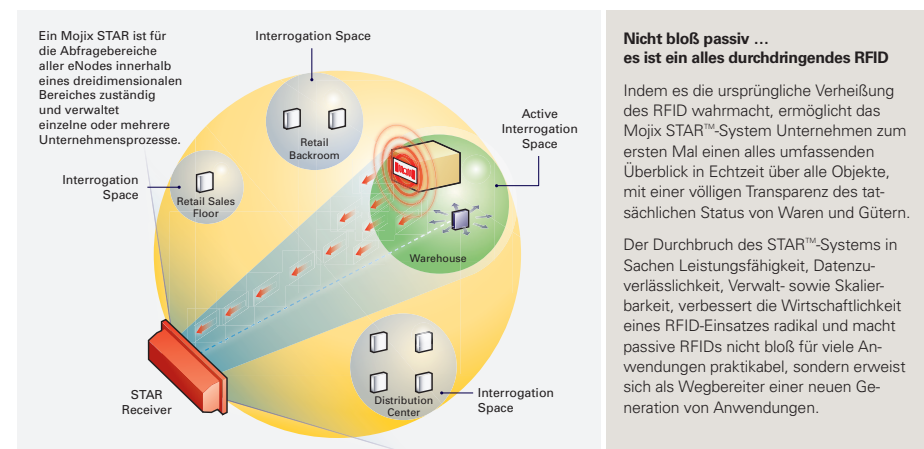 Ein Mojix STAR ist für
die Abfragebereiche
aller eNodes innerhalb
eines dreidimensionalen
Bereiches zuständig
und verwaltet
einzelne oder mehrere
Unternehmensprozesse.
Interrogation Space
Retail
Backroom
Active
Interrogation
Space
Interrogation
Space
Retail Sales
Floor
Warehouse
STAR
Receiver
Distribution
Center
Interrogation
Space
Nicht bloß passiv …
es ist ein alles durchdringendes RFID
Indem es die ursprüngliche Verheißung
des RFID wahrmacht, ermöglicht das
Mojix STAR™-System Unternehmen zum
ersten Mal einen alles umfassenden
Überblick in Echtzeit über alle Objekte,
mit einer völligen Transparenz des tat-
sächlichen Status von Waren und Gütern.
Der Durchbruch des STAR™-Systems in
Sachen Leistungsfähigkeit, Datenzu-
verlässlichkeit, Verwalt- sowie Skalier-
barkeit, verbessert die Wirtschaftlichkeit
eines RFID-Einsatzes radikal und macht
passive RFIDs nicht bloß für viele An-
wendungen praktikabel, sondern erweist
sich als Wegbereiter einer neuen Ge-
neration von Anwendungen.